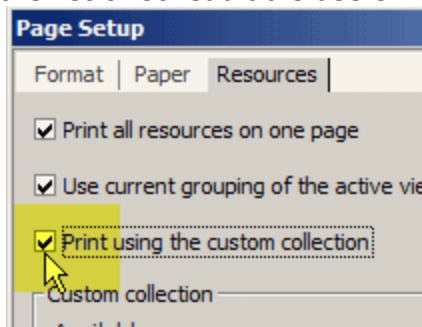 Page Setup
Format Paper Resources
Print all resources on one page
Use current grouping of the active vie
Print using the custom collection
Custom collection